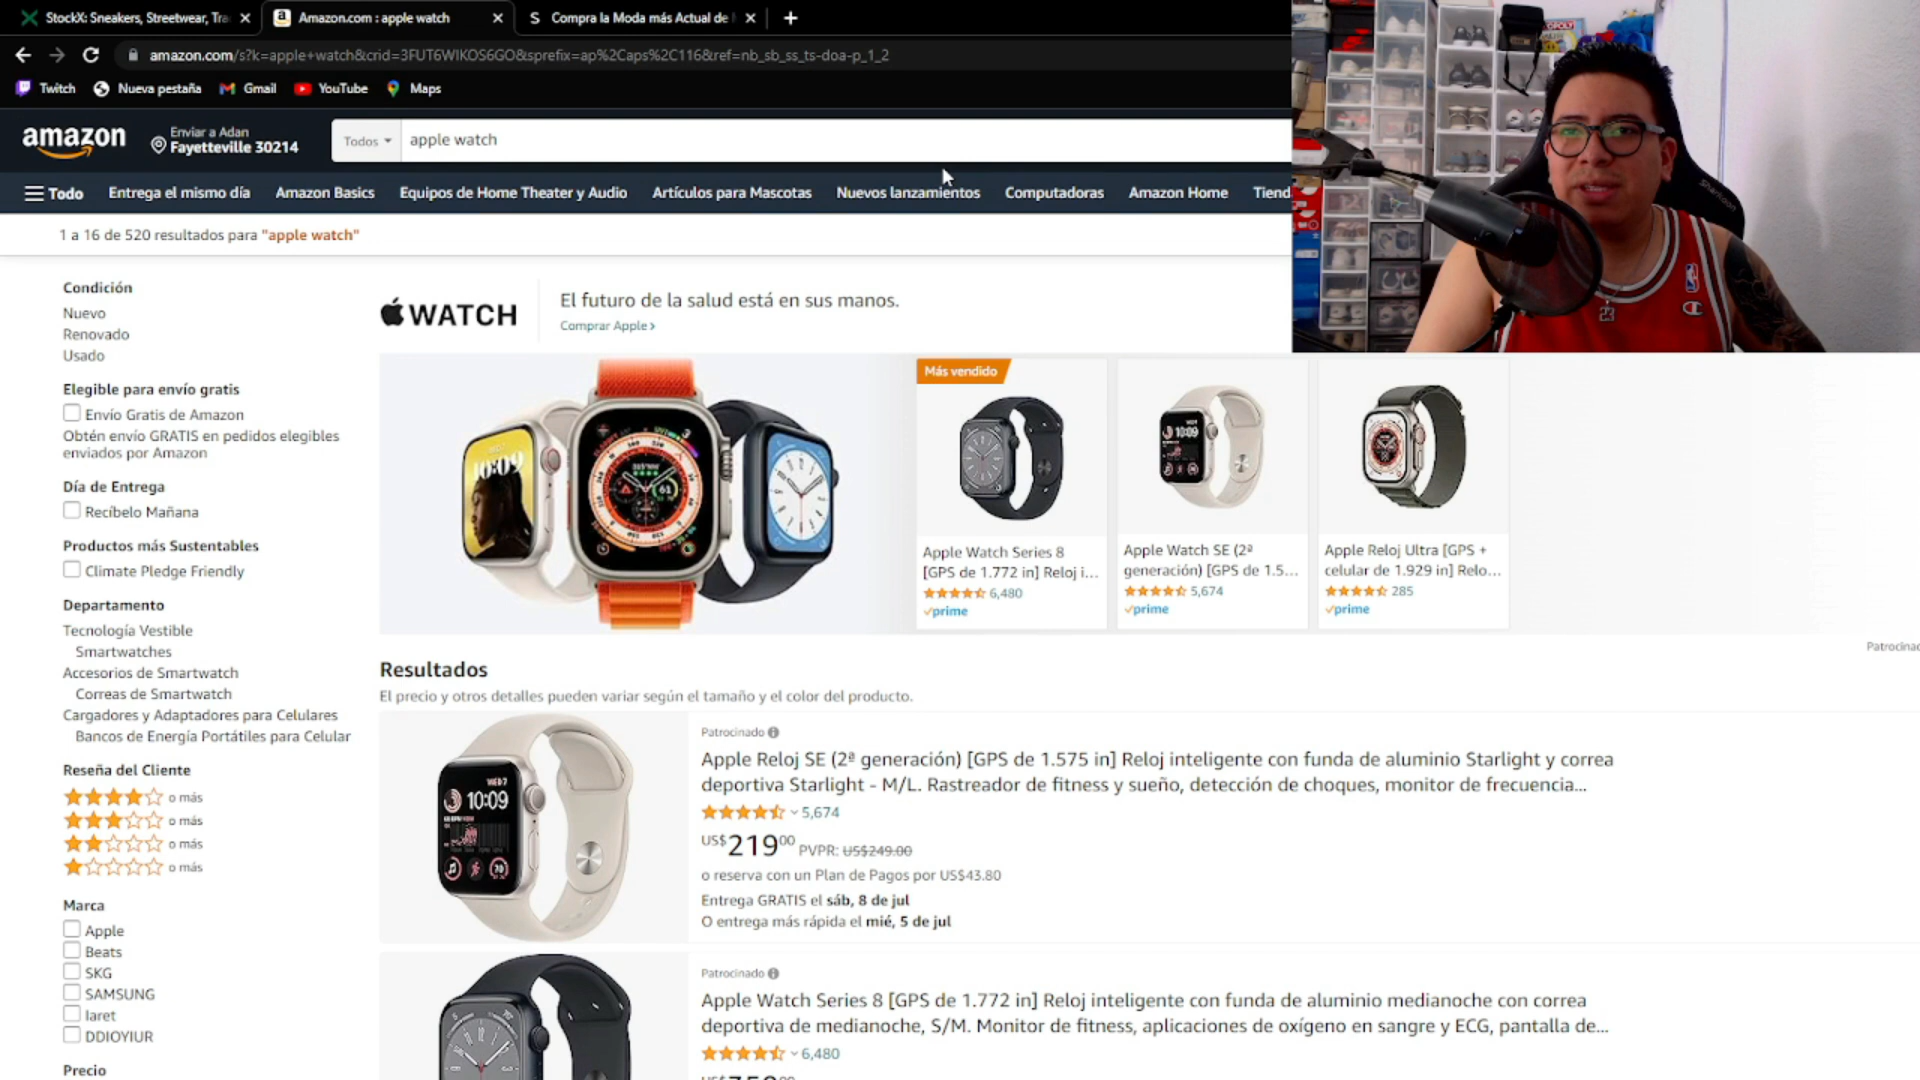 StockX: Sneakers, Streetwear, Tra
Amazon.com : apple watch
Compra la Moda más Actual de
amazon.com/s?k=apple+watch&crid=3FUT6WIKOS6GO&sprefix=ap%2Caps%2C116&ref=nb_sb_ss_ts-doa-p_1_2
Twitch
Nueva pestaña
Gmail
YouTube
Maps
amazon
Enviar a Adan
Fayetteville 30214
Todos
apple watch
Todo
Entrega el mismo día
Amazon Basics
Equipos de Home Theater y Audio
Artículos para Mascotas
Nuevos lanzamientos
Computadoras
Amazon Home
Tiend
1 a 16 de 520 resultados para "apple watch"
Condición
Nuevo
Renovado
Usado
Elegible para envío gratis
Envío Gratis de Amazon
Obtén envío GRATIS en pedidos elegibles
enviados por Amazon
Día de Entrega
Recíbelo Mañana
Productos más Sustentables
Climate Pledge Friendly
Departamento
Tecnología Vestible
Smartwatches
Accesorios de Smartwatch
Correas de Smartwatch
Cargadores y Adaptadores para Celulares
Bancos de Energía Portátiles para Celular
Reseña del Cliente
o más
o más
o más
o más
Marca
Apple
Beats
SKG
SAMSUNG
Iaret
DDIOYIUR
Precio
WATCH
El futuro de la salud está en sus manos.
Comprar Apple ›
10:09
61
Más vendido
Apple Watch Series 8
[GPS de 1.772 in] Reloj i...
6,480
prime
10:09
Apple Watch SE (2ª
generación) [GPS de 1.5...
5,674
prime
Apple Reloj Ultra [GPS +
celular de 1.929 in] Relo...
285
prime
Patrocinad
Resultados
El precio y otros detalles pueden variar según el tamaño y el color del producto.
WED 7
10:09
Patrocinado
Apple Reloj SE (2ª generación) [GPS de 1.575 in] Reloj inteligente con funda de aluminio Starlight y correa
deportiva Starlight - M/L. Rastreador de fitness y sueño, detección de choques, monitor de frecuencia...
5,674
US$219.00 PVPR: US$249.00
o reserva con un Plan de Pagos por US$43.80
Entrega GRATIS el sáb, 8 de jul
O entrega más rápida el mié, 5 de jul
Patrocinado
Apple Watch Series 8 [GPS de 1.772 in] Reloj inteligente con funda de aluminio medianoche con correa
deportiva de medianoche, S/M. Monitor de fitness, aplicaciones de oxígeno en sangre y ECG, pantalla de...
6,480
Sharkoon
23